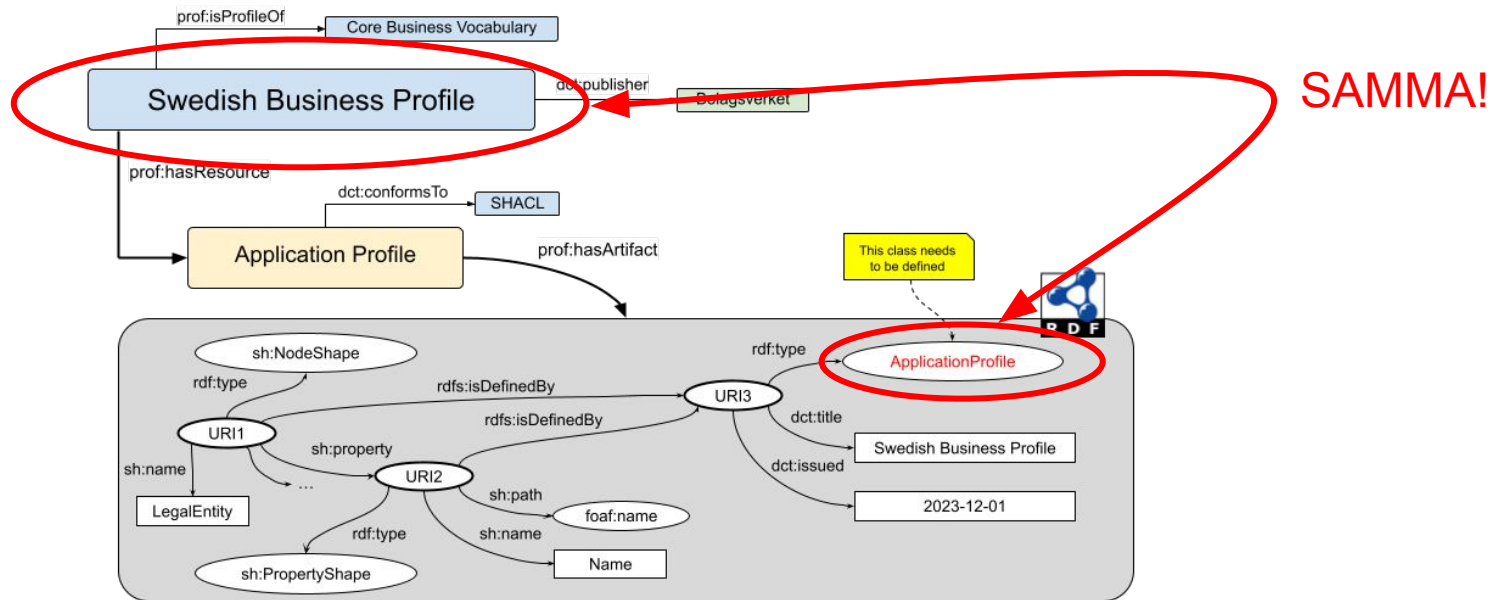 prof:isProfileOf
Core Business Vocabulary
Swedish Business Profile
dct:publisher
Bolagsverket
SAMMA!
prof:hasResource
dct:conformsTo
SHACL
Application Profile
prof:hasArtifact
This class needs
to be defined
RDF
sh:NodeShape
rdf:type
ApplicationProfile
rdf:type
rdfs:isDefinedBy
URI3
rdfs:isDefinedBy
dct:title
URI1
Swedish Business Profile
sh:property
sh:name
dct:issued
URI2
...
sh:path
LegalEntity
foaf:name
2023-12-01
rdf:type
sh:name
Name
sh:PropertyShape